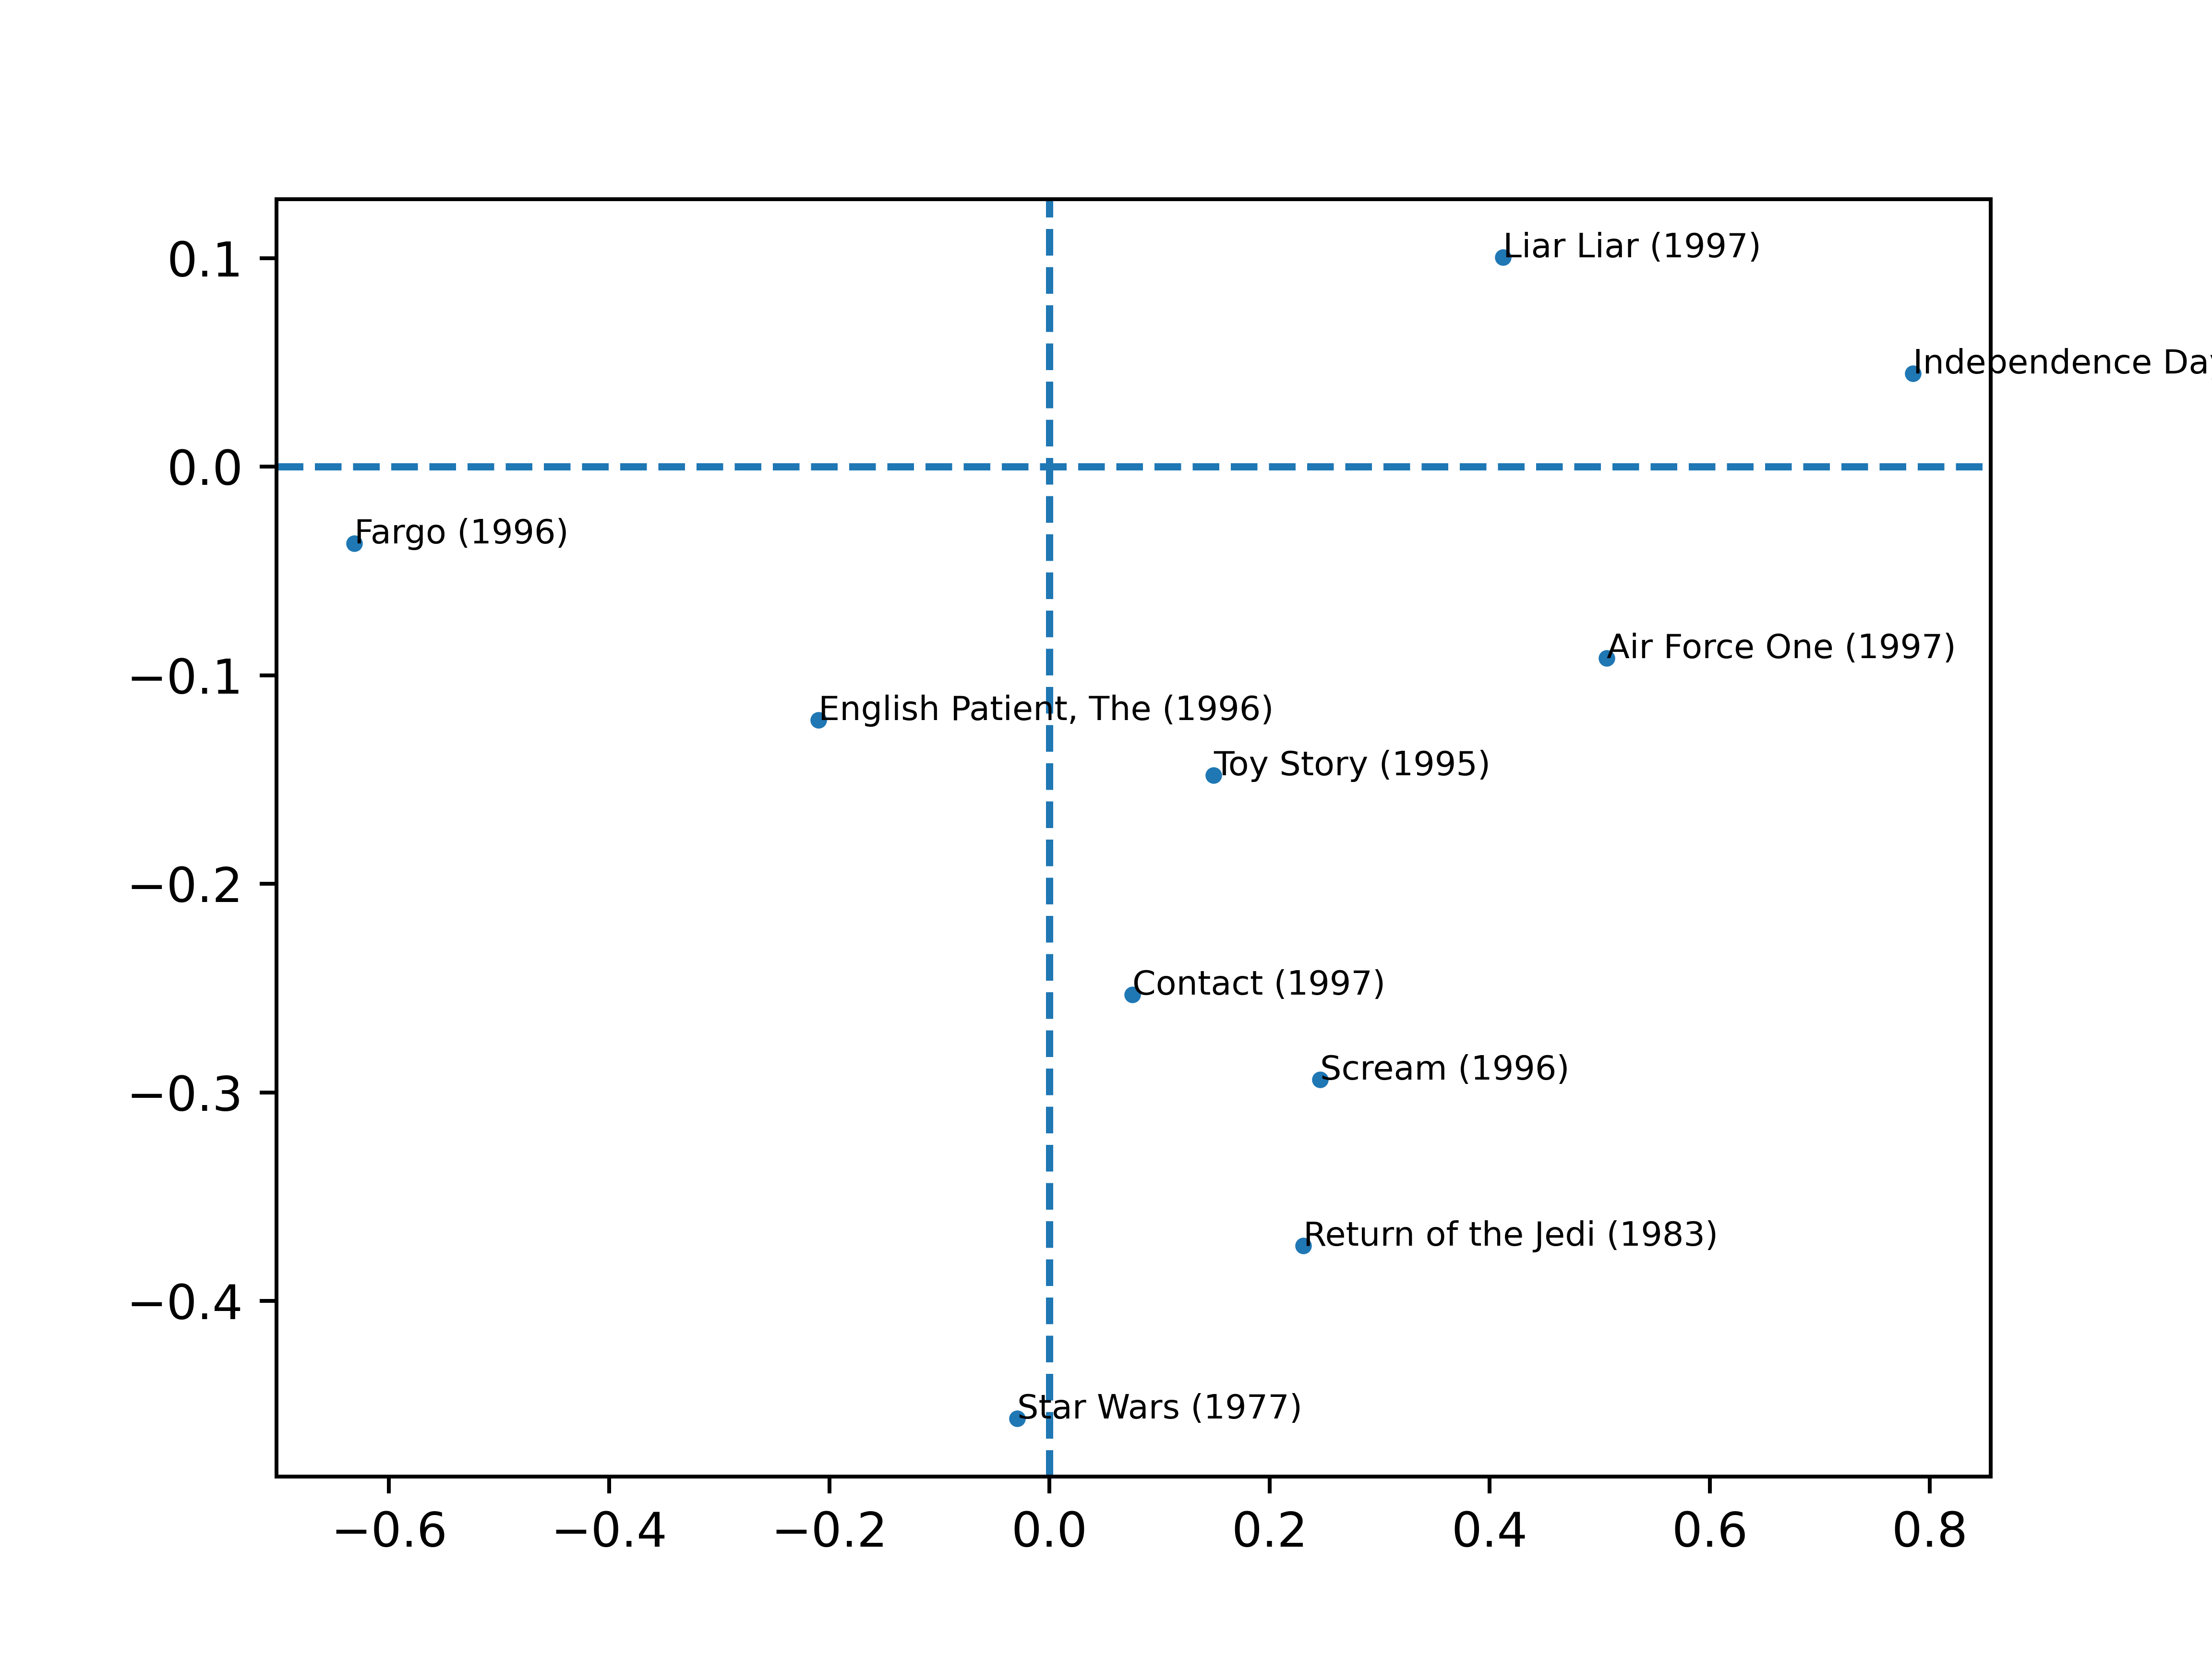 0.1
0.0
−0.1
−0.2
−0.3
−0.4
Liar Liar (1997)
Independence
Fargo (1996)
Air Force One (1997)
English Patient, The (1996)
Toy Story (1995)
Contact (1997)
Scream (1996)
Return of the Jedi (1983)
Star Wars (1977)
−0.6 −0.4 −0.2 0.0 0.2 0.4 0.6 0.8